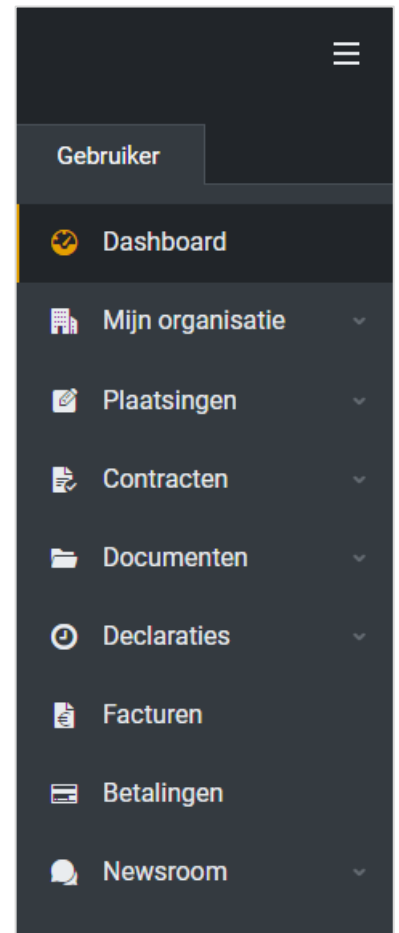 Gebruiker
Dashboard
Mijn organisatie
Plaatsingen
Contracten
Documenten
Declaraties
Facturen
Betalingen
Newsroom